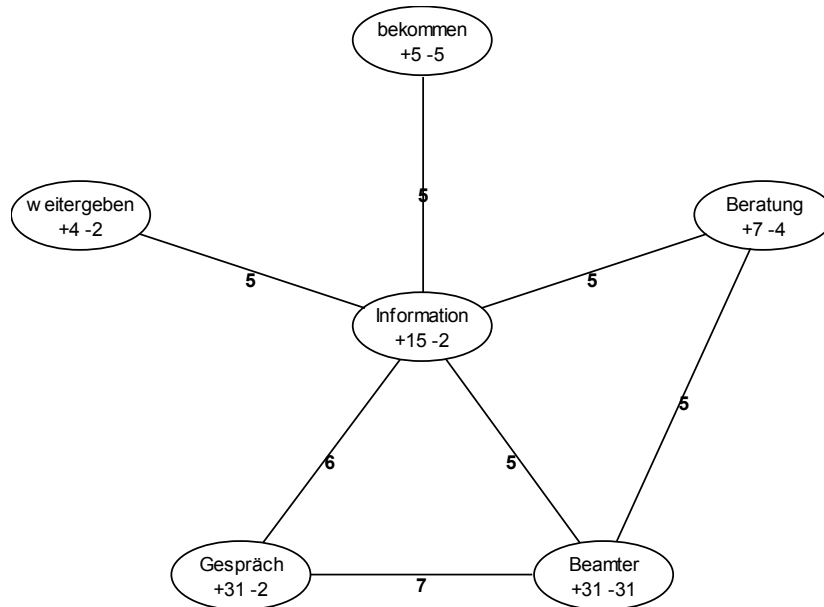 bekommen
+5 -5
5
weitergeben
+4 -2
Beratung
+7 -4
5
5
Information
+15 -2
5
6
5
Gespräch
+31 -2
7
Beamter
+31 -31